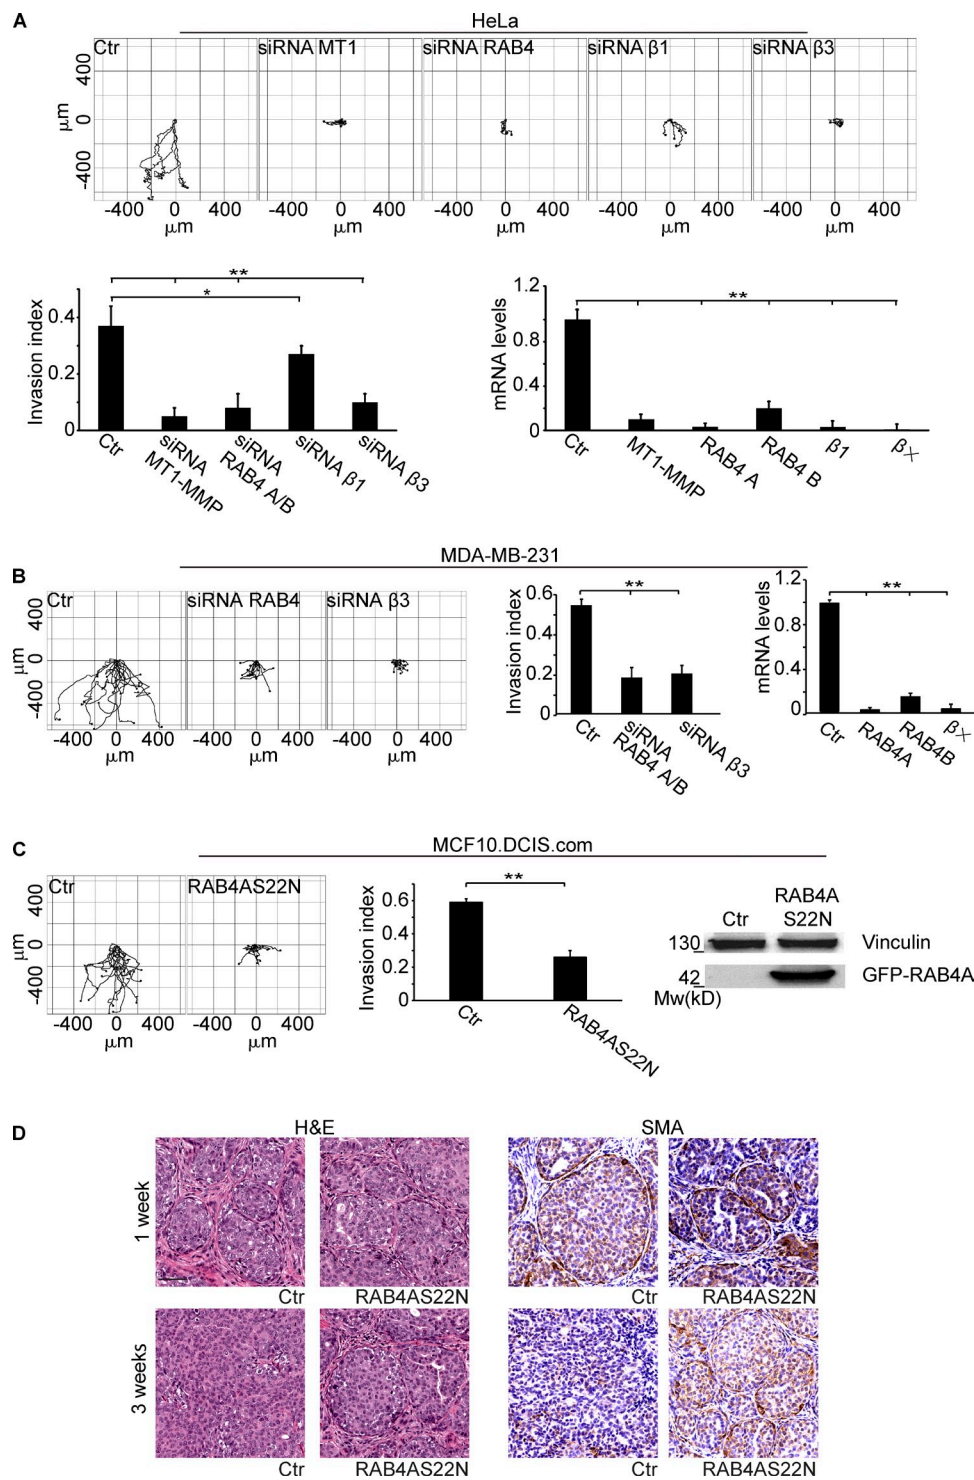 A
HeLa
Ctr
siRNA MT1
siRNA RAB4
siRNA β1
siRNA β3
400
0
-400
μm
-400 0 400
-400 0 400
-400 0 400
-400 0 400
-400 0 400
μm
μm
μm
μm
μm
Invasion index
0.4
0.2
0
**
*
Ctr
siRNA
MT1-MMP
siRNA
RAB4 A/B
siRNA β1
siRNA β3
mRNA levels
1.2
0.8
0.4
0
**
Ctr
MT1-MMP
RAB4 A
RAB4 B
β1
βx
B
MDA-MB-231
Ctr
siRNA RAB4
siRNA β3
400
0
-400
μm
-400 0 400
-400 0 400
-400 0 400
μm
μm
μm
Invasion index
0.6
0.4
0.2
0
**
Ctr
siRNA
RAB4 A/B
siRNA β3
mRNA levels
1.2
0.8
0.4
0
**
Ctr
RAB4A
RAB4B
βx
C
MCF10.DCIS.com
Ctr
RAB4AS22N
400
0
-400
μm
-400 0 400
-400 0 400
μm
μm
Invasion index
0.6
0.4
0.2
0
**
Ctr
RAB4AS22N
Ctr
RAB4A
S22N
130
Vinculin
42
GFP-RAB4A
Mw(kD)
D
H&E
SMA
1 week
Ctr
RAB4AS22N
Ctr
RAB4AS22N
3 weeks
Ctr
RAB4AS22N
Ctr
RAB4AS22N